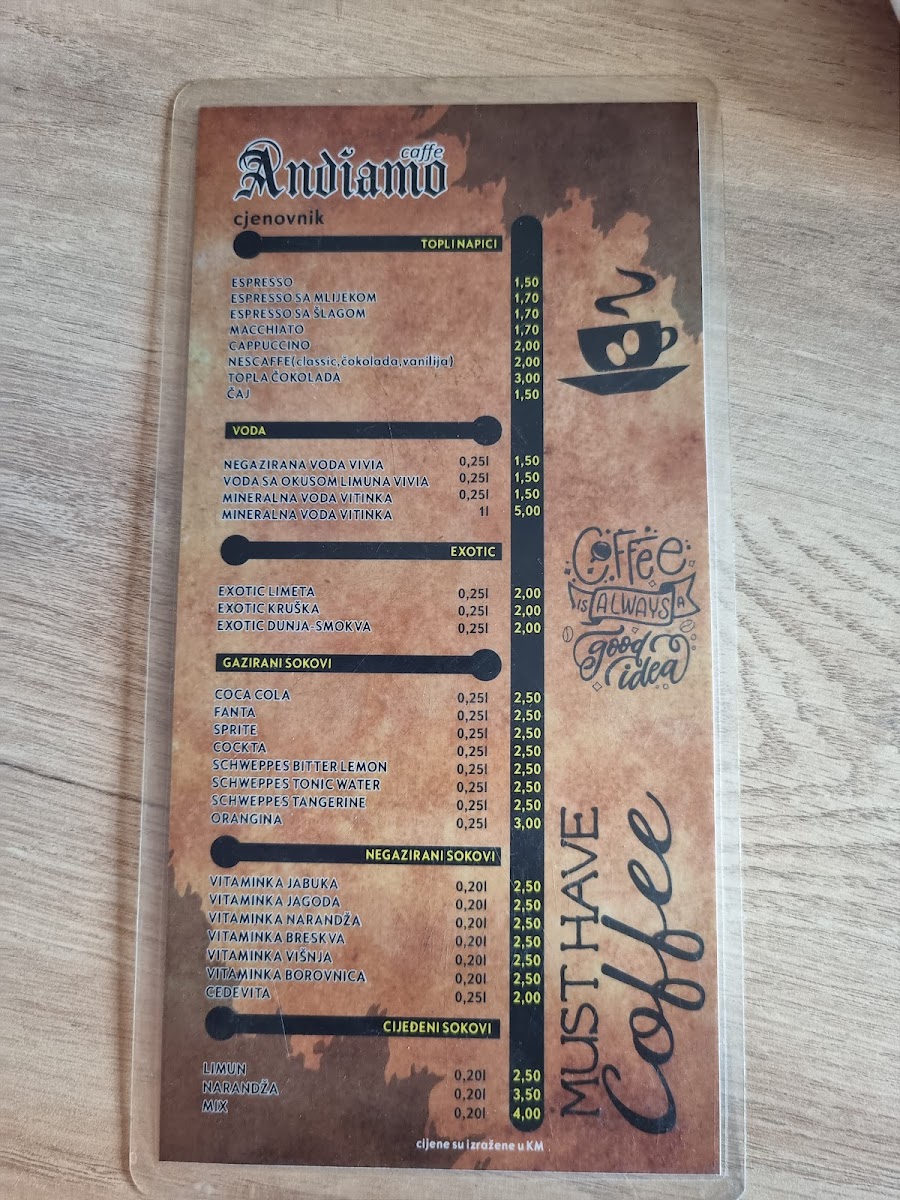 Andiamo caffe
cjenovnik
TOPLI NAPICI
ESPRESSO 1,50
ESPRESSO SA MLIJEKOM 1,70
ESPRESSO SA ŠLAGOM 1,70
MACCHIATO 1,70
CAPPUCCINO 2,00
NESCAFFE(classic,čokolada,vanilija) 2,00
TOPLA ČOKOLADA 3,00
ČAJ 1,50
VODA
NEGAZIRANA VODA VIVIA 0,25l 1,50
VODA SA OKUSOM LIMUNA VIVIA 0,25l 1,50
MINERALNA VODA VITINKA 0,25l 1,50
MINERALNA VODA VITINKA 1l 5,00
EXOTIC
EXOTIC LIMETA 0,25l 2,00
EXOTIC KRUŠKA 0,25l 2,00
EXOTIC DUNJA-SMOKVA 0,25l 2,00
GAZIRANI SOKOVI
COCA COLA 0,25l 2,50
FANTA 0,25l 2,50
SPRITE 0,25l 2,50
COCKTA 0,25l 2,50
SCHWEPPES BITTER LEMON 0,25l 2,50
SCHWEPPES TONIC WATER 0,25l 2,50
SCHWEPPES TANGERINE 0,25l 2,50
ORANGINA 0,25l 3,00
NEGAZIRANI SOKOVI
VITAMINKA JABUKA 0,20l 2,50
VITAMINKA JAGODA 0,20l 2,50
VITAMINKA NARANDŽA 0,20l 2,50
VITAMINKA BRESKVA 0,20l 2,50
VITAMINKA VIŠNJA 0,20l 2,50
VITAMINKA BOROVNICA 0,20l 2,50
CEDEVITA 0,25l 2,00
CIJEĐENI SOKOVI
LIMUN 0,20l 2,50
NARANDŽA 0,20l 3,50
MIX 0,20l 4,00
cijene su izražene u KM
COFFEE
IS ALWAYS A
good
idea
MUST HAVE
Coffee